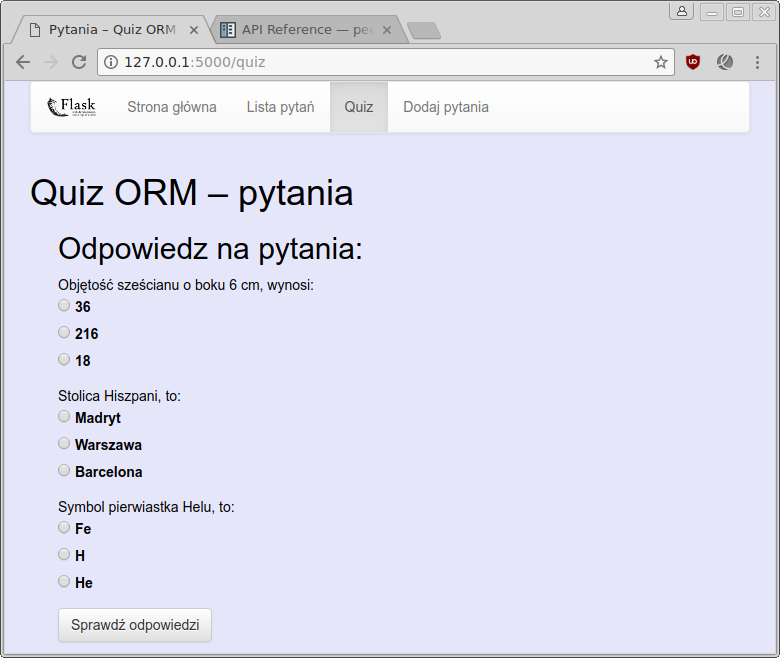 Pytania – Quiz ORM
API Reference — pee
127.0.0.1:5000/quiz
Flask
Strona główna
Lista pytań
Quiz
Dodaj pytania
Quiz ORM – pytania
Odpowiedz na pytania:
Objętość sześcianu o boku 6 cm, wynosi:
36
216
18
Stolica Hiszpani, to:
Madryt
Warszawa
Barcelona
Symbol pierwiastka Helu, to:
Fe
H
He
Sprawdź odpowiedzi